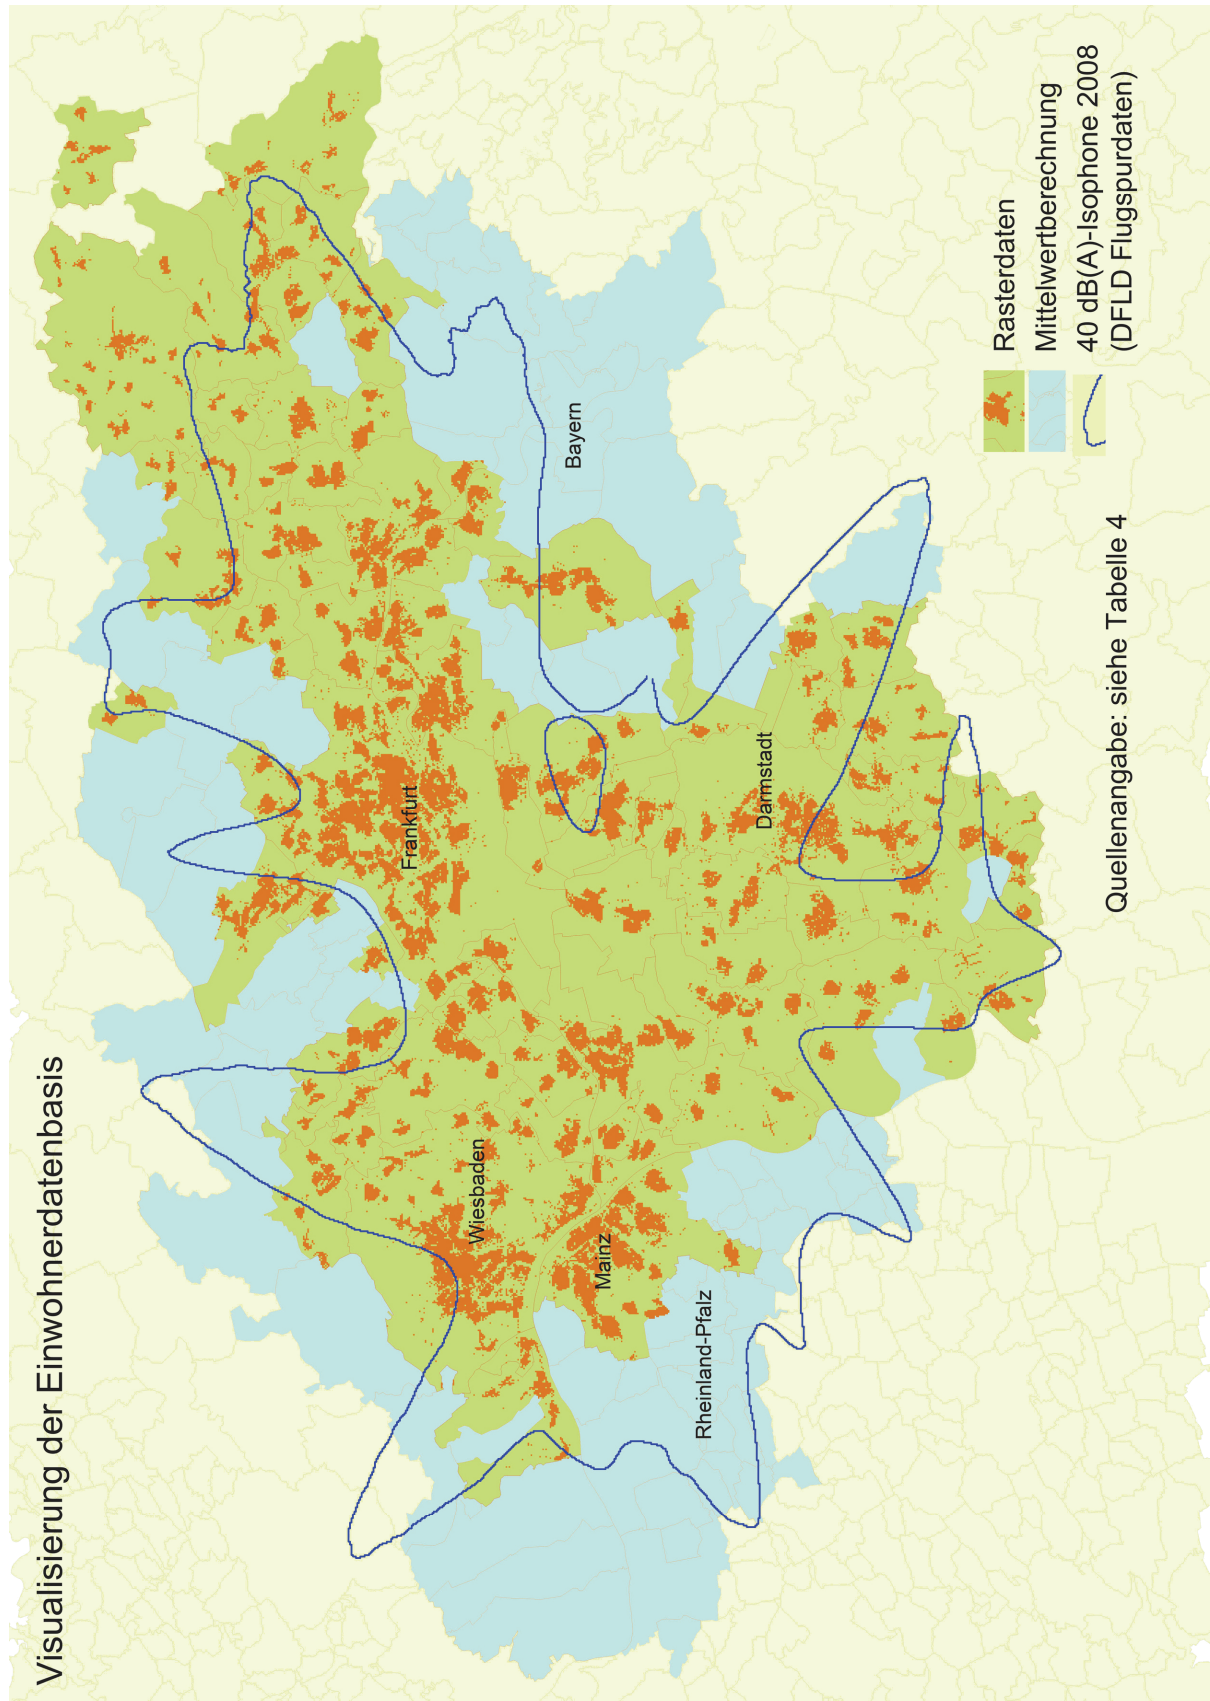 Visualisierung der Einwohnerdatenbasis
Frankfurt
Wiesbaden
Mainz
Bayern
Rheinland-Pfalz
Darmstadt
Rasterdaten
Mittelwertberechnung
40 dB(A)-Isophone 2008
(DFLD Flugspurdaten)
Quellenangabe: siehe Tabelle 4